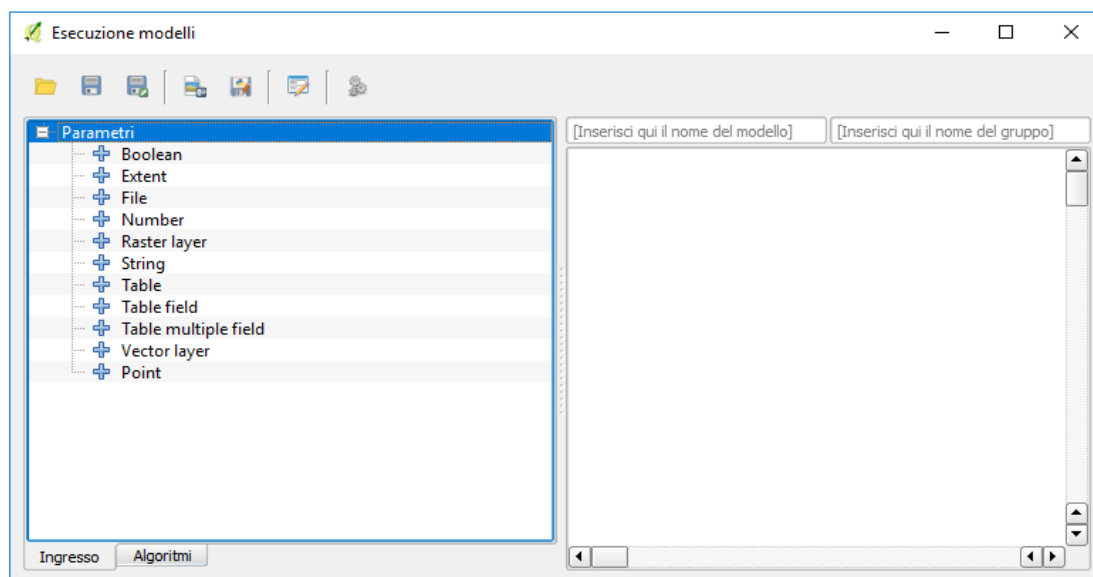 Esecuzione modelli
Parametri
[Inserisci qui il nome del modello]
[Inserisci qui il nome del gruppo]
Boolean
Extent
File
Number
Raster layer
String
Table
Table field
Table multiple field
Vector layer
Point
Ingresso
Algoritmi